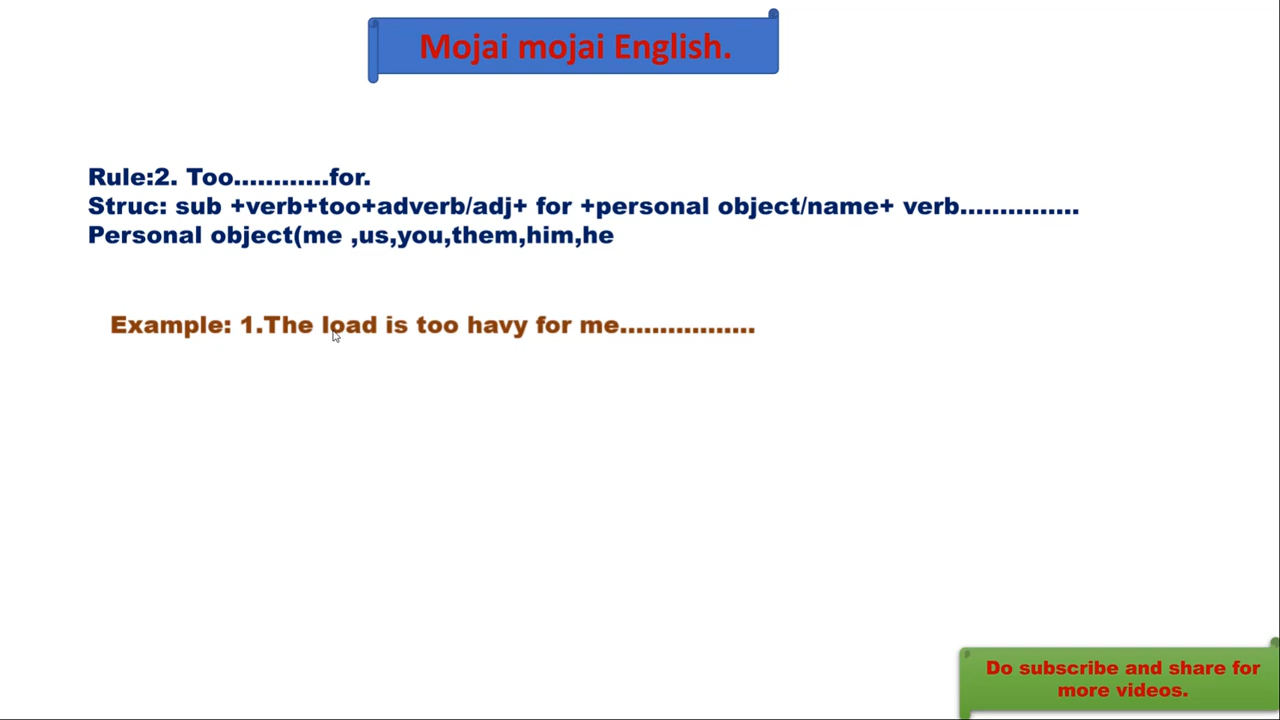 Mojai mojai English.
Rule:2. Too............for.
Struc: sub +verb+too+adverb/adj+ for +personal object/name+ verb...............
Personal object(me ,us,you,them,him,he
Example: 1.The load is too havy for me.................
Do subscribe and share for
more videos.